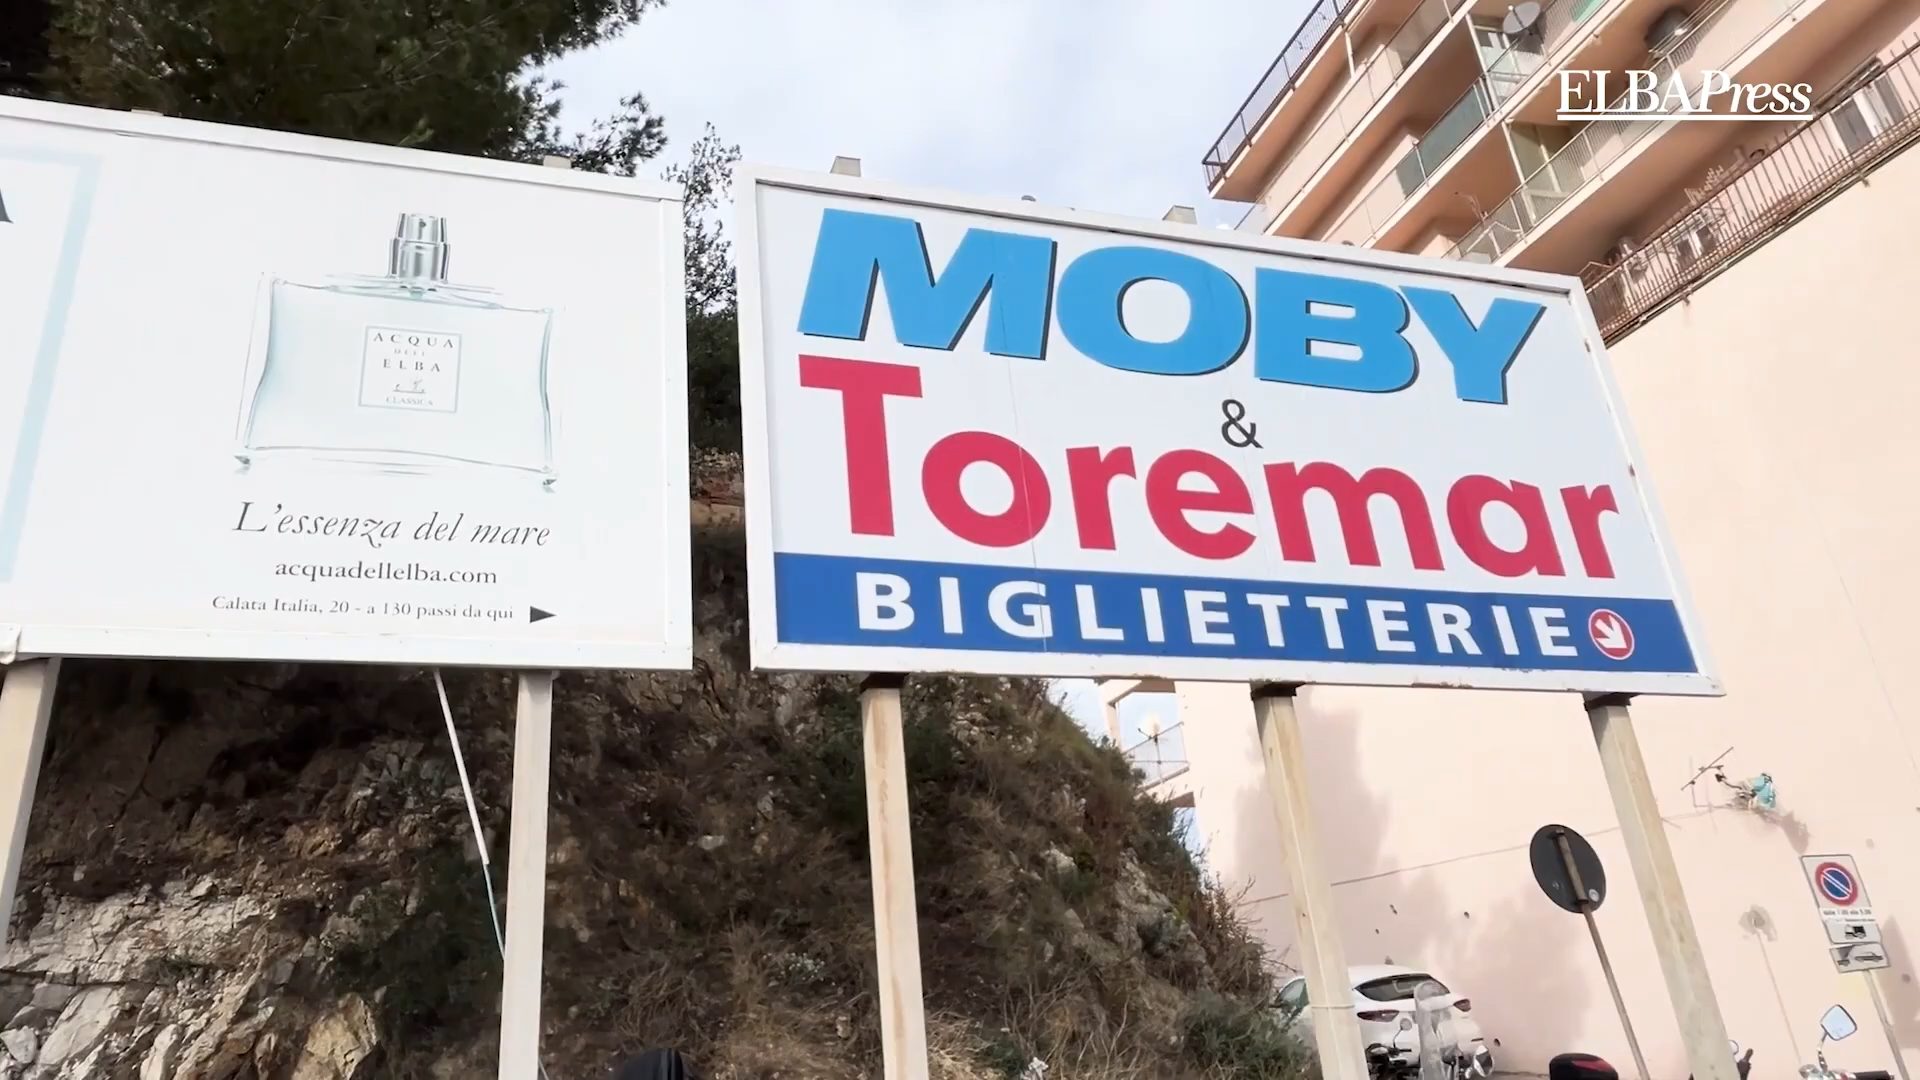 ELBAPress
ACQUA
DELL
ELBA
CLASSICA
L'essenza del mare
acquadellelba.com
Calata Italia, 20 - a 130 passi da qui
MOBY
&
Toremar
BIGLIETTERIE